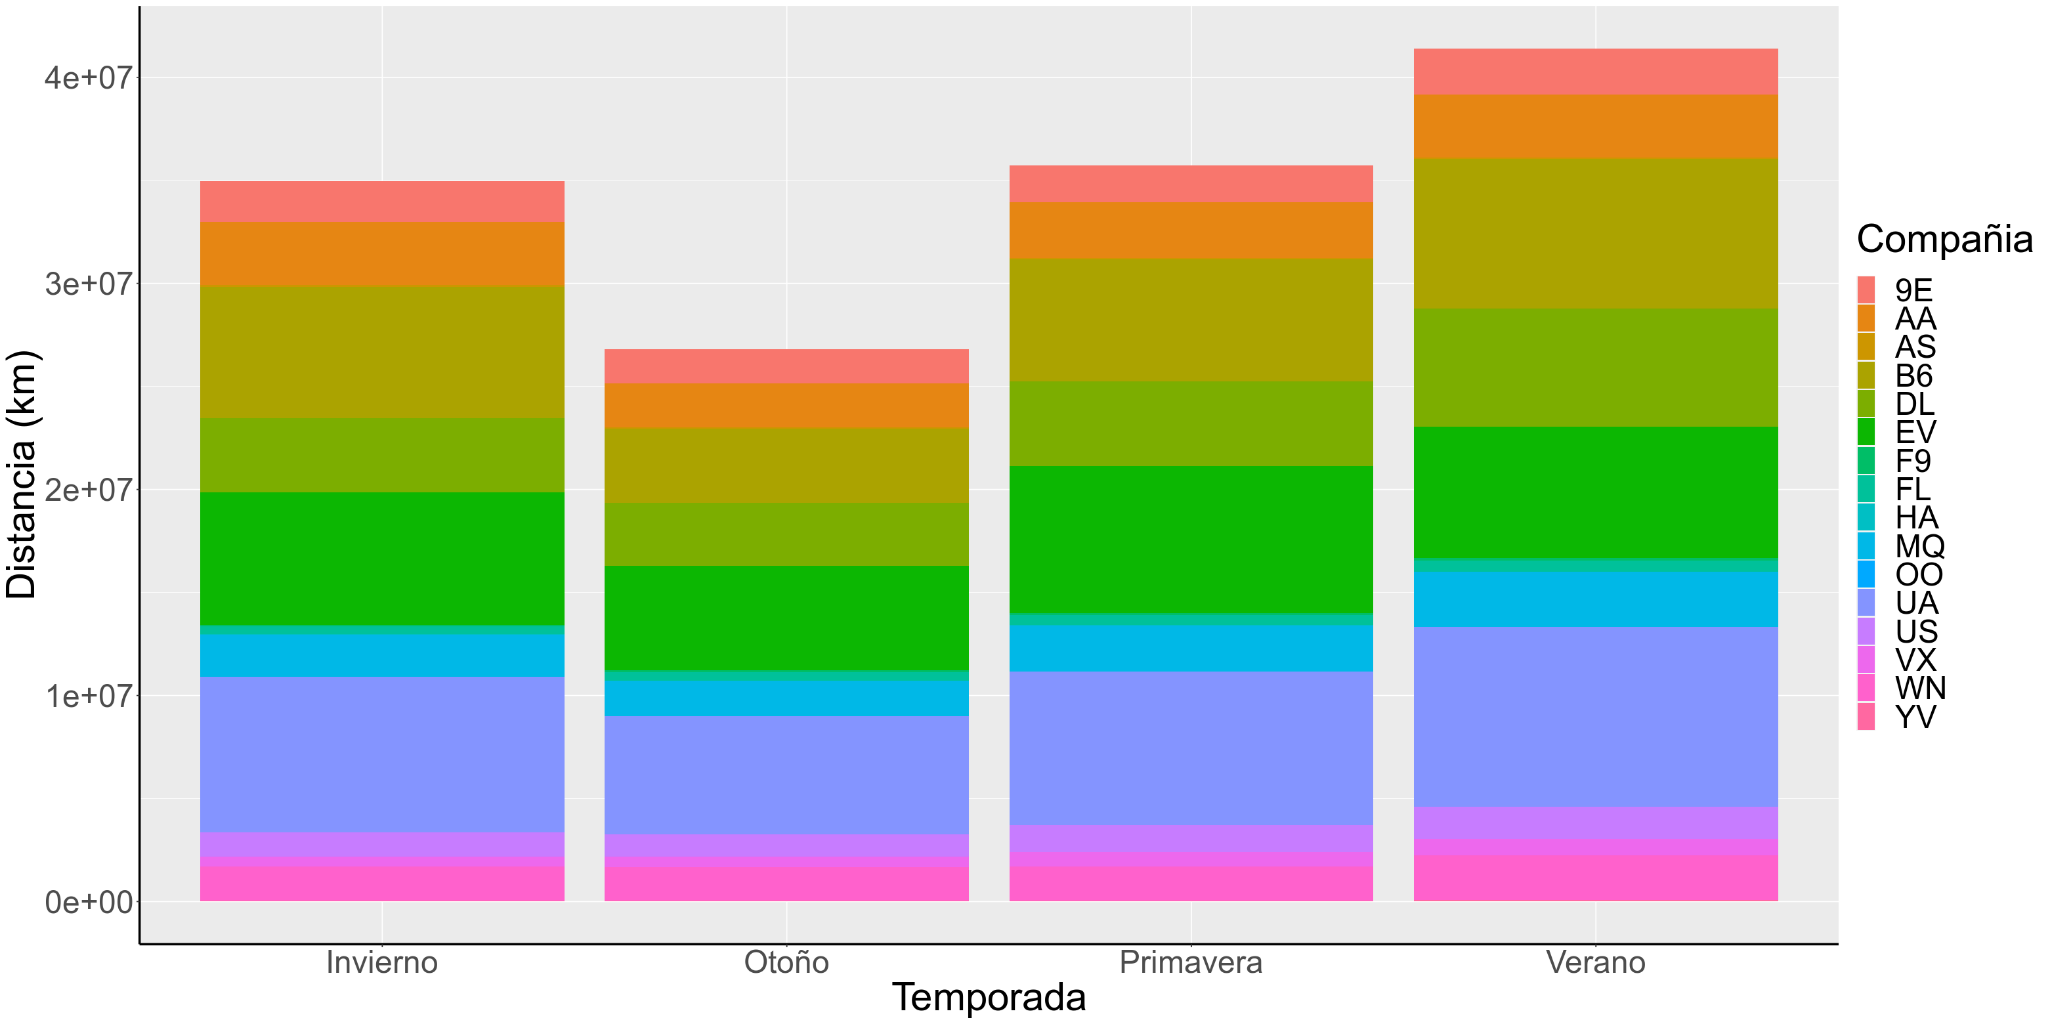 4e+07
3e+07
2e+07
1e+07
0e+00
Distancia (km)
Invierno
Otoño
Primavera
Verano
Temporada
Compañia
9E
AA
AS
B6
DL
EV
F9
FL
HA
MQ
OO
UA
US
VX
WN
YV